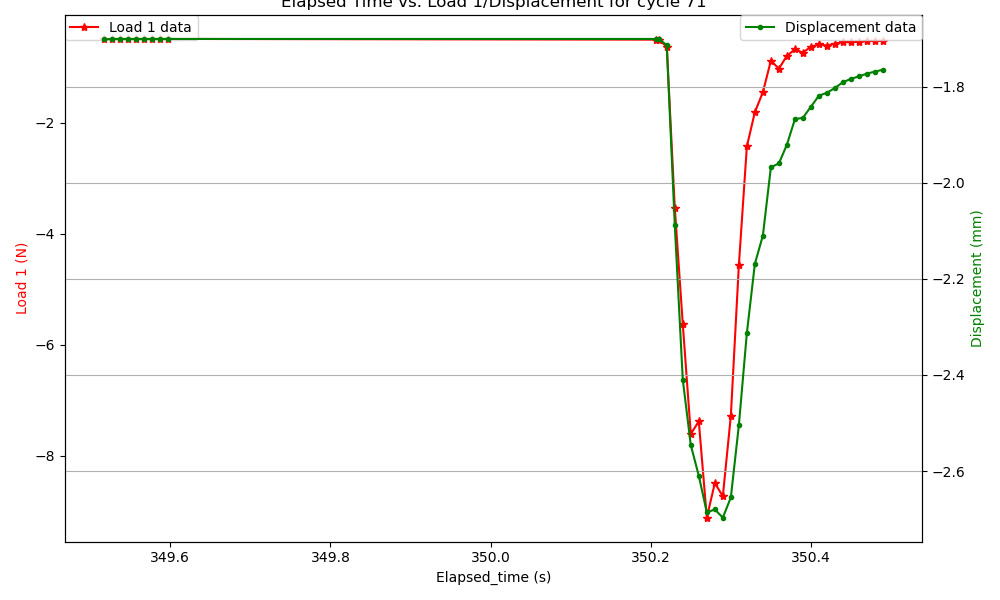 Elapsed Time vs. Load 1/Displacement for cycle 71
Load 1 data
Displacement data
−2
−4
−6
−8
Load 1 (N)
−1.8
−2.0
−2.2
−2.4
−2.6
Displacement (mm)
349.6 349.8 350.0 350.2 350.4
Elapsed_time (s)